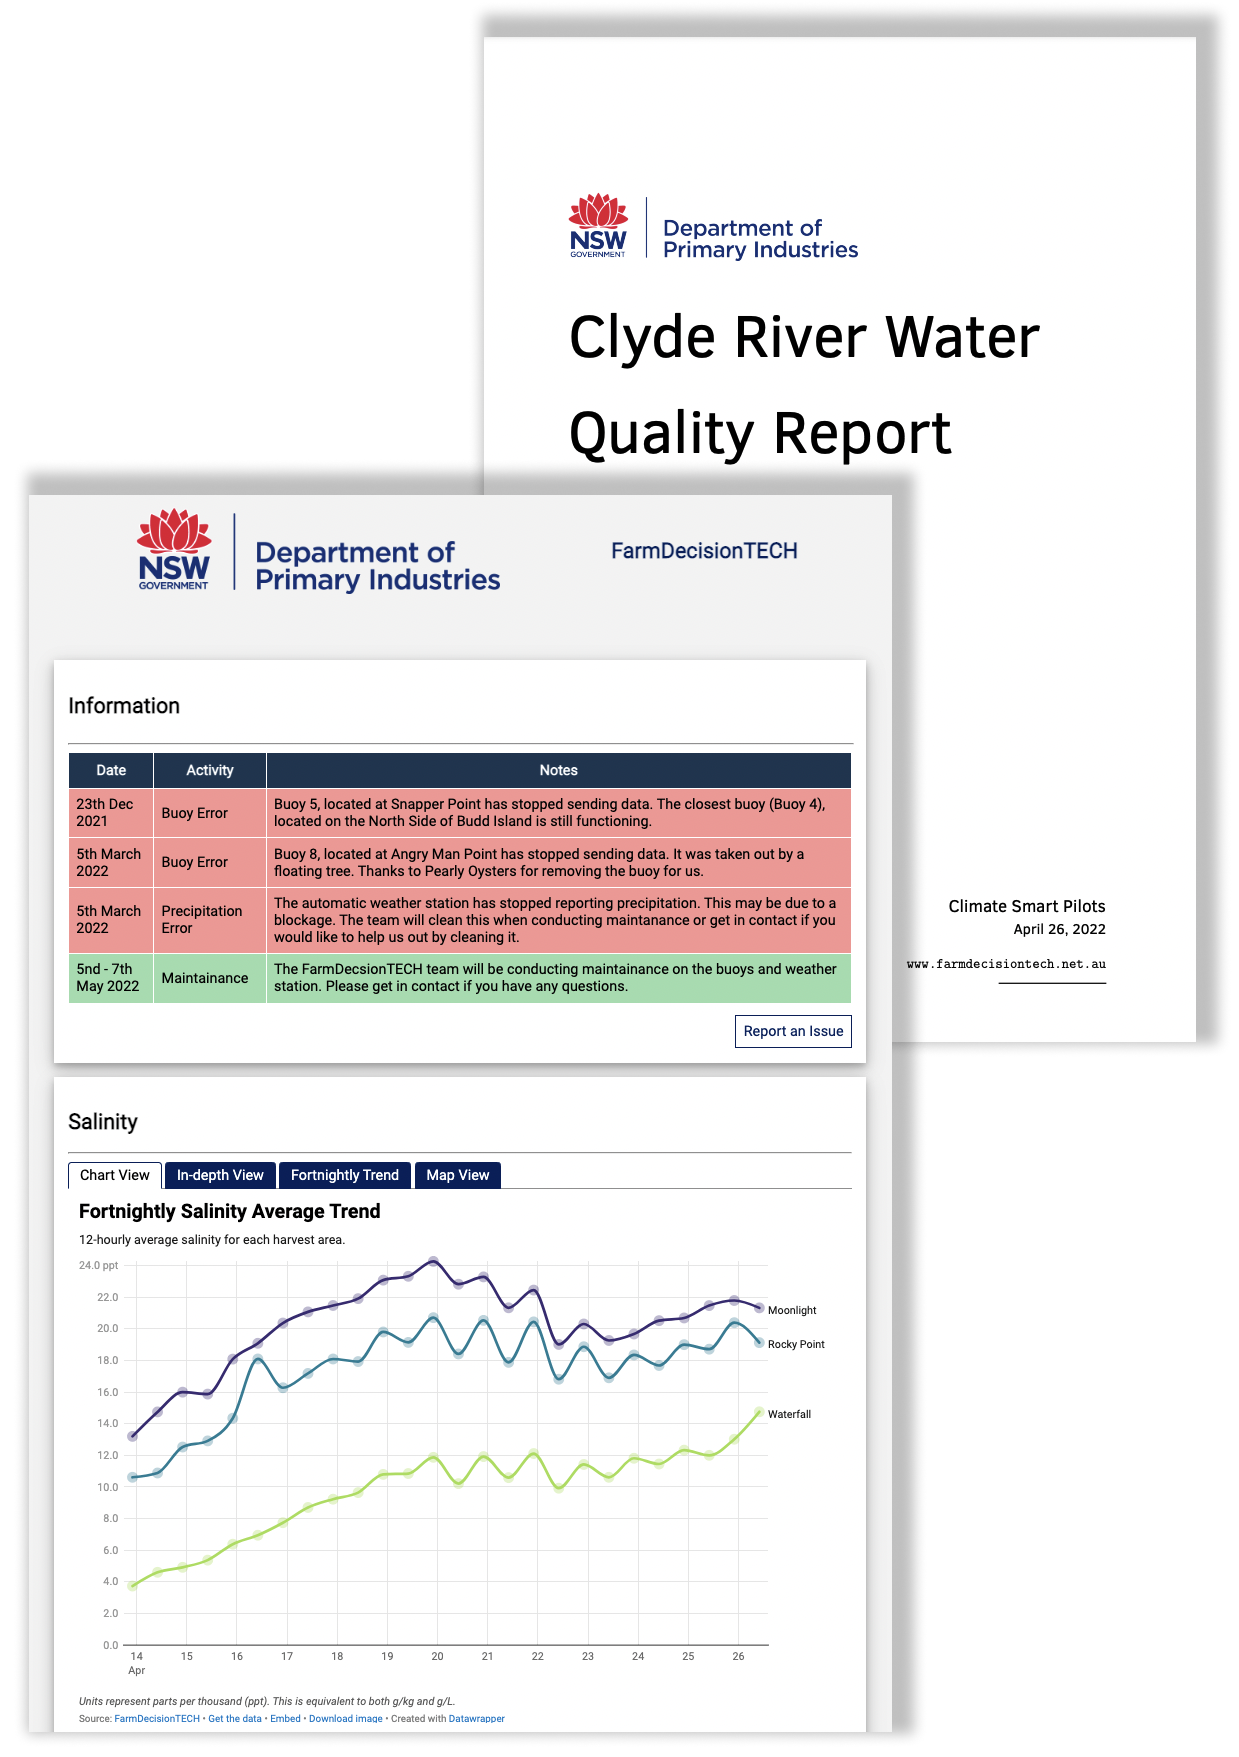 NSW
GOVERNMENT
Department of
Primary Industries
Clyde River Water
Quality Report
Climate Smart Pilots
April 26, 2022
www.farmdecisiontech.net.au
NSW
GOVERNMENT
Department of
Primary Industries
FarmDecisionTECH
Information
Date Activity Notes
23th Dec
2021
Buoy Error
Buoy 5, located at Snapper Point has stopped sending data. The closest buoy (Buoy 4),
located on the North Side of Budd Island is still functioning.
5th March
2022
Buoy Error
Buoy 8, located at Angry Man Point has stopped sending data. It was taken out by a
floating tree. Thanks to Pearly Oysters for removing the buoy for us.
5th March
2022
Precipitation
Error
The automatic weather station has stopped reporting precipitation. This may be due to a
blockage. The team will clean this when conducting maintanance or get in contact if you
would like to help us out by cleaning it.
5nd - 7th
May 2022
Maintainance
The FarmDecsionTECH team will be conducting maintainance on the buoys and weather
station. Please get in contact if you have any questions.
Report an Issue
Salinity
Chart View In-depth View Fortnightly Trend Map View
Fortnightly Salinity Average Trend
12-hourly average salinity for each harvest area.
24.0 ppt
22.0
20.0
18.0
16.0
14.0
12.0
10.0
8.0
6.0
4.0
2.0
0.0
Moonlight
Rocky Point
Waterfall
14 15 16 17 18 19 20 21 22 23 24 25 26
Apr
Units represent parts per thousand (ppt). This is equivalent to both g/kg and g/L.
Source: FarmDecisionTECH • Get the data • Embed • Download image • Created with Datawrapper